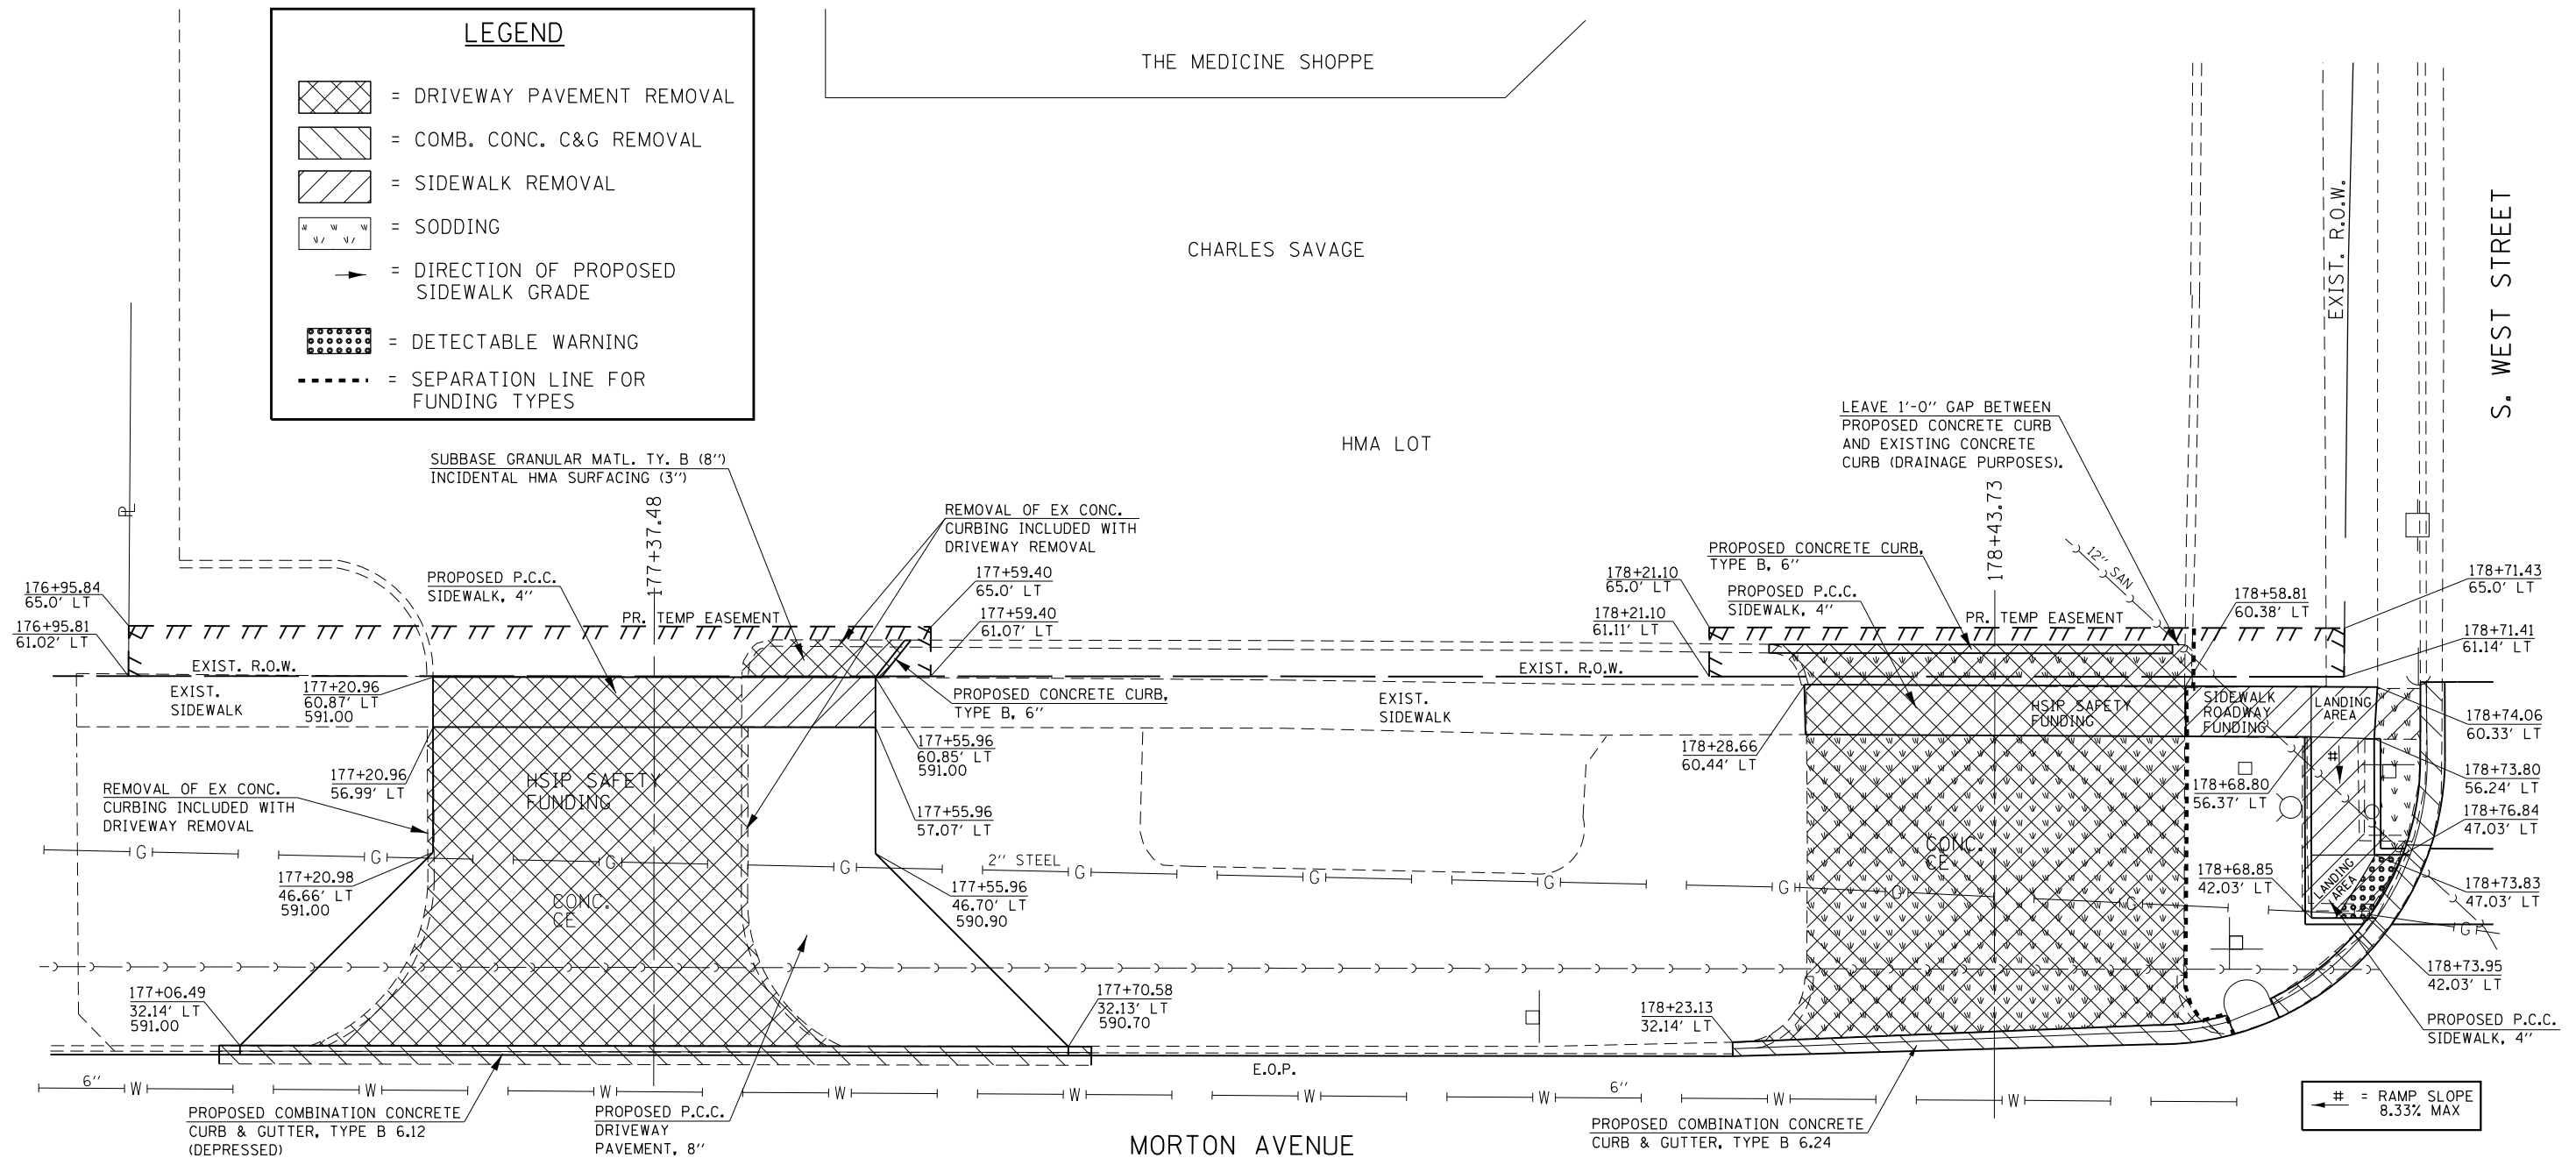 LEGEND
= DRIVEWAY PAVEMENT REMOVAL
= COMB. CONC. C&G REMOVAL
= SIDEWALK REMOVAL
= SODDING
= DIRECTION OF PROPOSED
SIDEWALK GRADE
= DETECTABLE WARNING
= SEPARATION LINE FOR
FUNDING TYPES
THE MEDICINE SHOPPE
CHARLES SAVAGE
HMA LOT
S. WEST STREET
EXIST. R.O.W.
PL
SUBBASE GRANULAR MATL. TY. B (8")
INCIDENTAL HMA SURFACING (3")
177+37.48
REMOVAL OF EX CONC.
CURBING INCLUDED WITH
DRIVEWAY REMOVAL
PROPOSED P.C.C.
SIDEWALK, 4"
PR. TEMP EASEMENT
176+95.84
65.0' LT
176+95.81
61.02' LT
177+59.40
65.0' LT
177+59.40
61.07' LT
EXIST. R.O.W.
EXIST.
SIDEWALK
177+20.96
60.87' LT
591.00
PROPOSED CONCRETE CURB,
TYPE B, 6"
177+55.96
60.85' LT
591.00
177+20.96
56.99' LT
177+55.96
57.07' LT
REMOVAL OF EX CONC.
CURBING INCLUDED WITH
DRIVEWAY REMOVAL
HSIP SAFETY
FUNDING
177+20.98
46.66' LT
591.00
177+55.96
46.70' LT
590.90
CONC.
CE
177+06.49
32.14' LT
591.00
177+70.58
32.13' LT
590.70
G
G
G
G
2" STEEL
G
G
G
G
G
G
G
G
LEAVE 1'-0" GAP BETWEEN
PROPOSED CONCRETE CURB
AND EXISTING CONCRETE
CURB (DRAINAGE PURPOSES).
178+43.73
12" SAN
PROPOSED CONCRETE CURB,
TYPE B, 6"
PROPOSED P.C.C.
SIDEWALK, 4"
PR. TEMP EASEMENT
178+21.10
65.0' LT
178+21.10
61.11' LT
178+58.81
60.38' LT
178+71.43
65.0' LT
178+71.41
61.14' LT
EXIST. R.O.W.
EXIST.
SIDEWALK
178+28.66
60.44' LT
HSIP SAFETY
FUNDING
SIDEWALK
ROADWAY
FUNDING
LANDING
AREA
178+74.06
60.33' LT
178+73.80
56.24' LT
178+68.80
56.37' LT
#
178+76.84
47.03' LT
178+73.83
47.03' LT
CONC.
CE
178+68.85
42.03' LT
LANDING
AREA
178+73.95
42.03' LT
178+23.13
32.14' LT
PROPOSED P.C.C.
SIDEWALK, 4"
E.O.P.
6"
W
W
W
W
W
W
6"
W
W
W
PROPOSED COMBINATION CONCRETE
CURB & GUTTER, TYPE B 6.12
(DEPRESSED)
PROPOSED P.C.C.
DRIVEWAY
PAVEMENT, 8"
MORTON AVENUE
PROPOSED COMBINATION CONCRETE
CURB & GUTTER, TYPE B 6.24
# = RAMP SLOPE
8.33% MAX